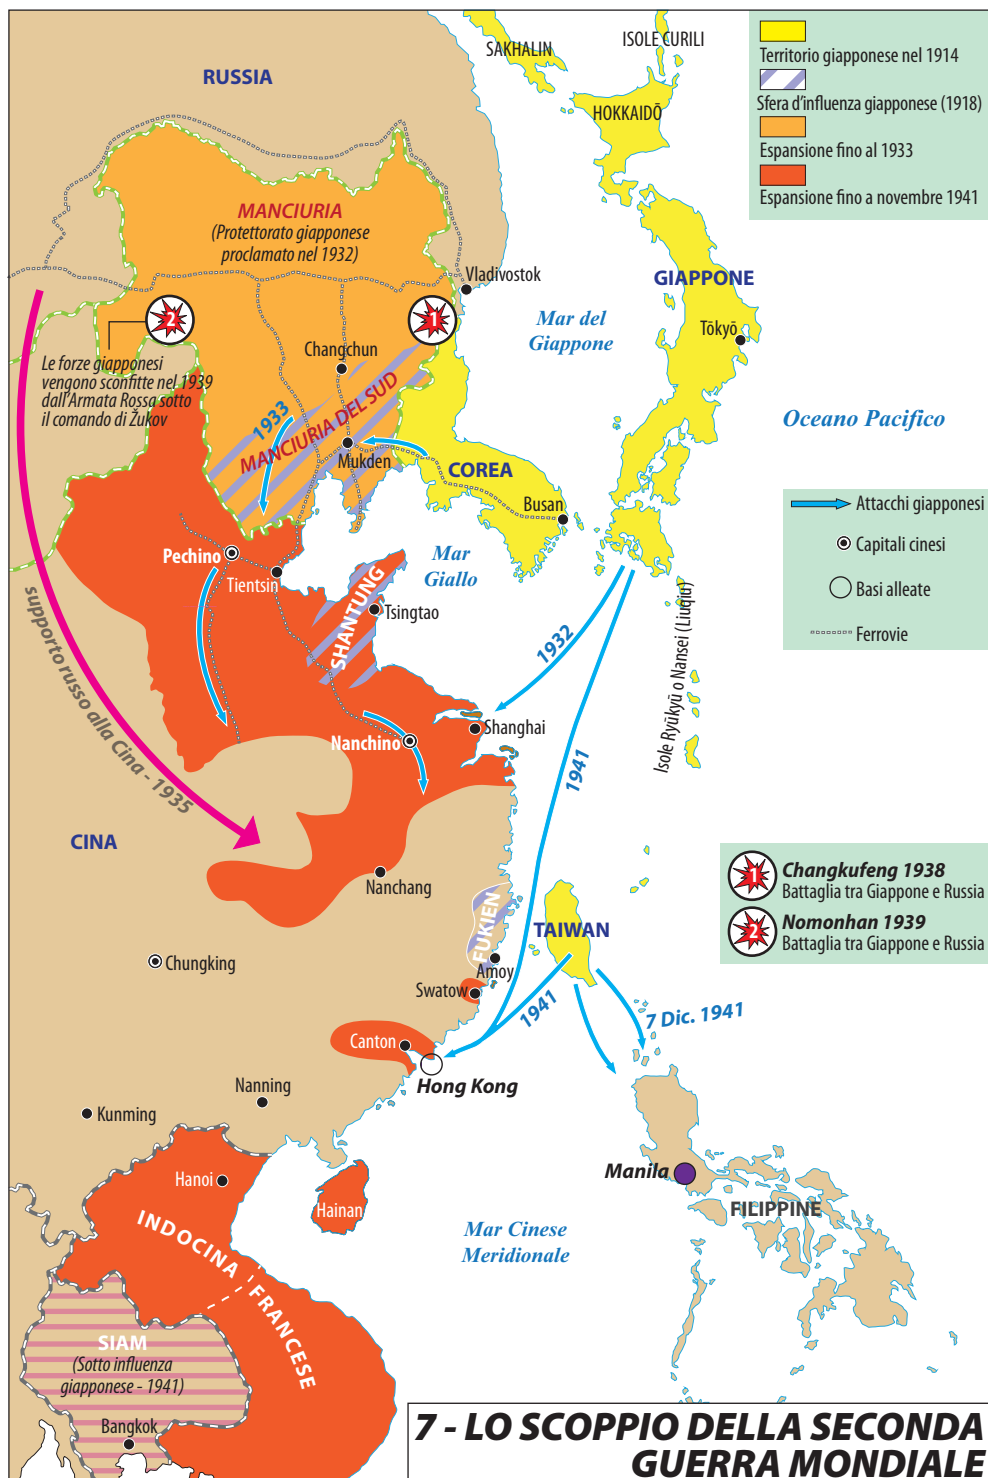 SAKHALIN
ISOLE CURILI
RUSSIA
HOKKAIDŌ
Territorio giapponese nel 1914
Sfera d'influenza giapponese (1918)
Espansione fino al 1933
Espansione fino a novembre 1941
MANCIURIA
(Protettorato giapponese
proclamato nel 1932)
Vladivostok
GIAPPONE
Mar del
Giappone
Tōkyō
2
1
Changchun
Le forze giapponesi
vengono sconfitte nel 1939
dall'Armata Rossa sotto
il comando di Žukov
1933
MANCIURIA DEL SUD
Oceano Pacifico
Mukden
COREA
Busan
Attacchi giapponesi
Capitali cinesi
Basi alleate
Ferrovie
Pechino
Tientsin
Mar
Giallo
SHANTUNG
Tsingtao
supporto russo alla Cina - 1935
1932
Isole Ryūkyū o Nansei (Liuqiu)
Nanchino
Shanghai
1941
CINA
Nanchang
1
Changkufeng 1938
Battaglia tra Giappone e Russia
2
Nomonhan 1939
Battaglia tra Giappone e Russia
FUKIEN
TAIWAN
Chungking
Amoy
Swatow
1941
7 Dic. 1941
Canton
Hong Kong
Nanning
Kunming
Hanoi
Hainan
Manila
FILIPPINE
INDOCINA
FRANCESE
Mar Cinese
Meridionale
SIAM
(Sotto influenza
giapponese - 1941)
Bangkok
7 - LO SCOPPIO DELLA SECONDA
GUERRA MONDIALE